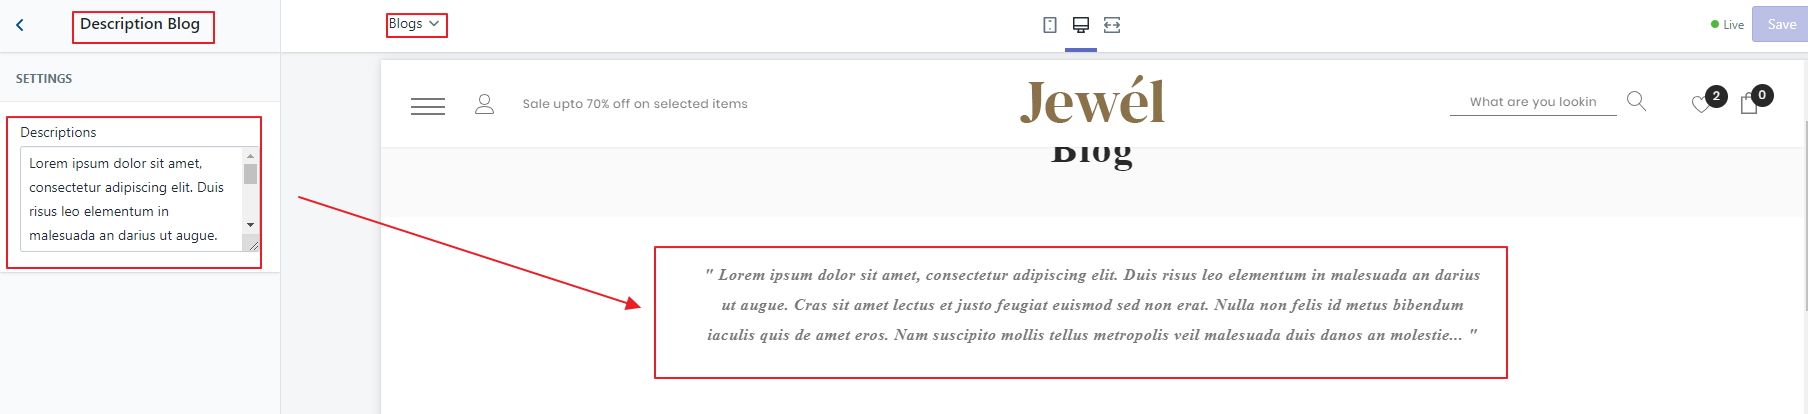 Description Blog
Blogs
Live
Save
SETTINGS
Descriptions
Lorem ipsum dolor sit amet,
consectetur adipiscing elit. Duis
risus leo elementum in
malesuada an darius ut augue.
Sale upto 70% off on selected items
Jewél
What are you lookin
2
0
Blog
" Lorem ipsum dolor sit amet, consectetur adipiscing elit. Duis risus leo elementum in malesuada an darius
ut augue. Cras sit amet lectus et justo feugiat euismod sed non erat. Nulla non felis id metus bibendum
iaculis quis de amet eros. Nam suscipito mollis tellus metropolis veil malesuada duis danos an molestie... "